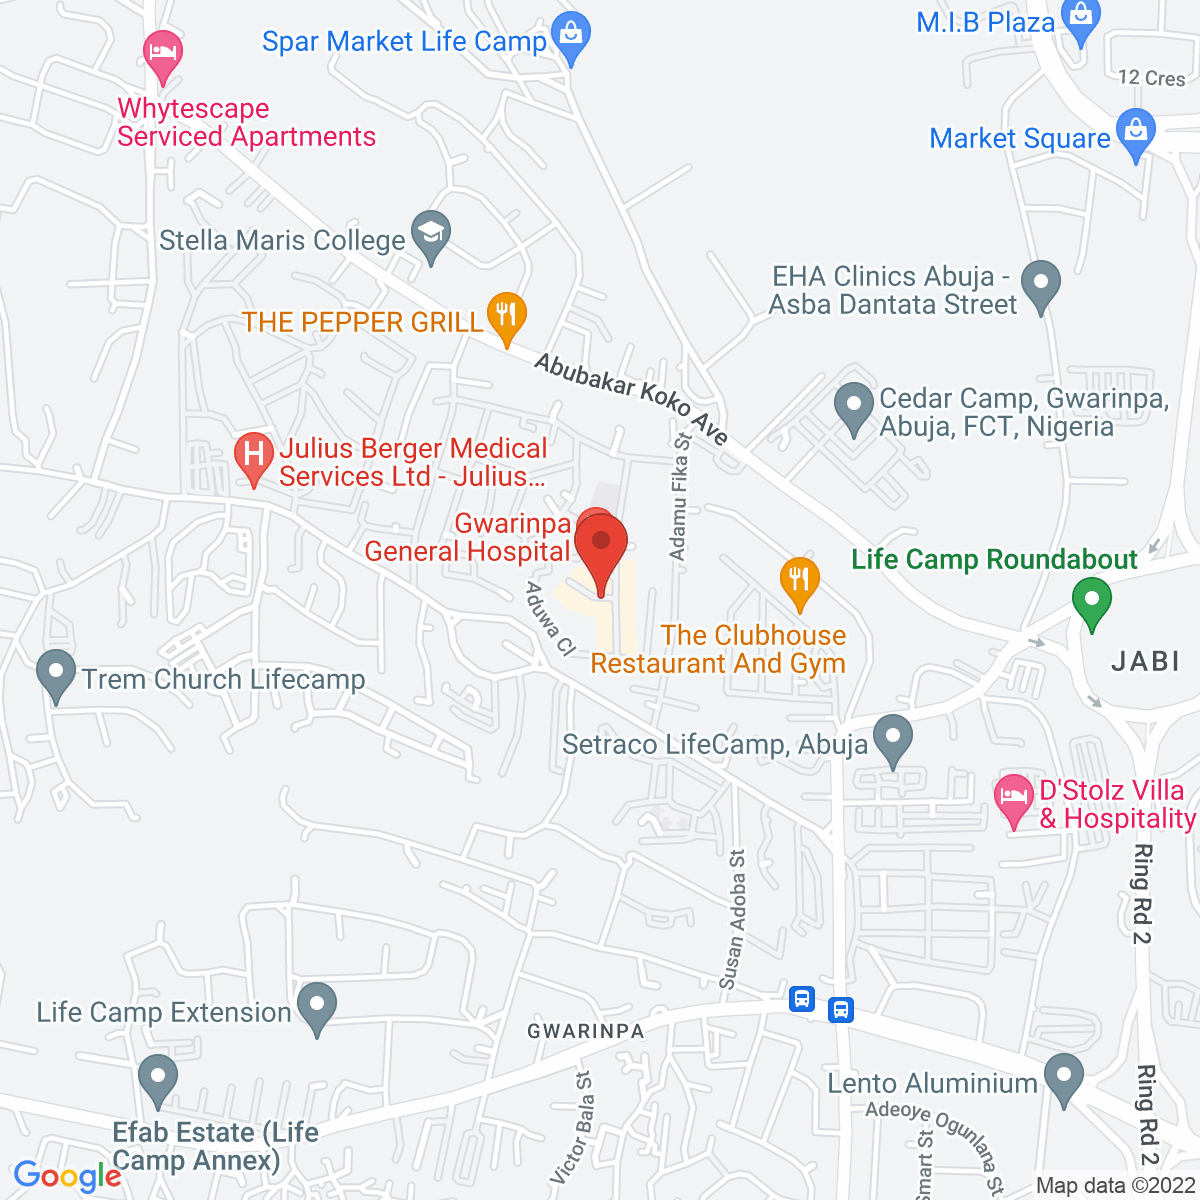 Spar Market Life Camp
M.I.B Plaza
12 Cres
Whytescape
Serviced Apartments
Market Square
Stella Maris College
EHA Clinics Abuja -
Asba Dantata Street
THE PEPPER GRILL
Abubakar Koko Ave
Cedar Camp, Gwarinpa,
Abuja, FCT, Nigeria
Julius Berger Medical
Services Ltd - Julius...
H
Adamu Fika St
Gwarinpa
General Hospital
Life Camp Roundabout
Aduwa Cl
The Clubhouse
Restaurant And Gym
JABI
Trem Church Lifecamp
Setraco LifeCamp, Abuja
D'Stolz Villa
& Hospitality
Ring Rd 2
Susan Adoba St
Life Camp Extension
GWARINPA
Lento Aluminium
Adeoye Ogunlana St
Ring Rd 2
Victor Bala St
Smart St
Efab Estate (Life
Camp Annex)
Google
Map data ©2022